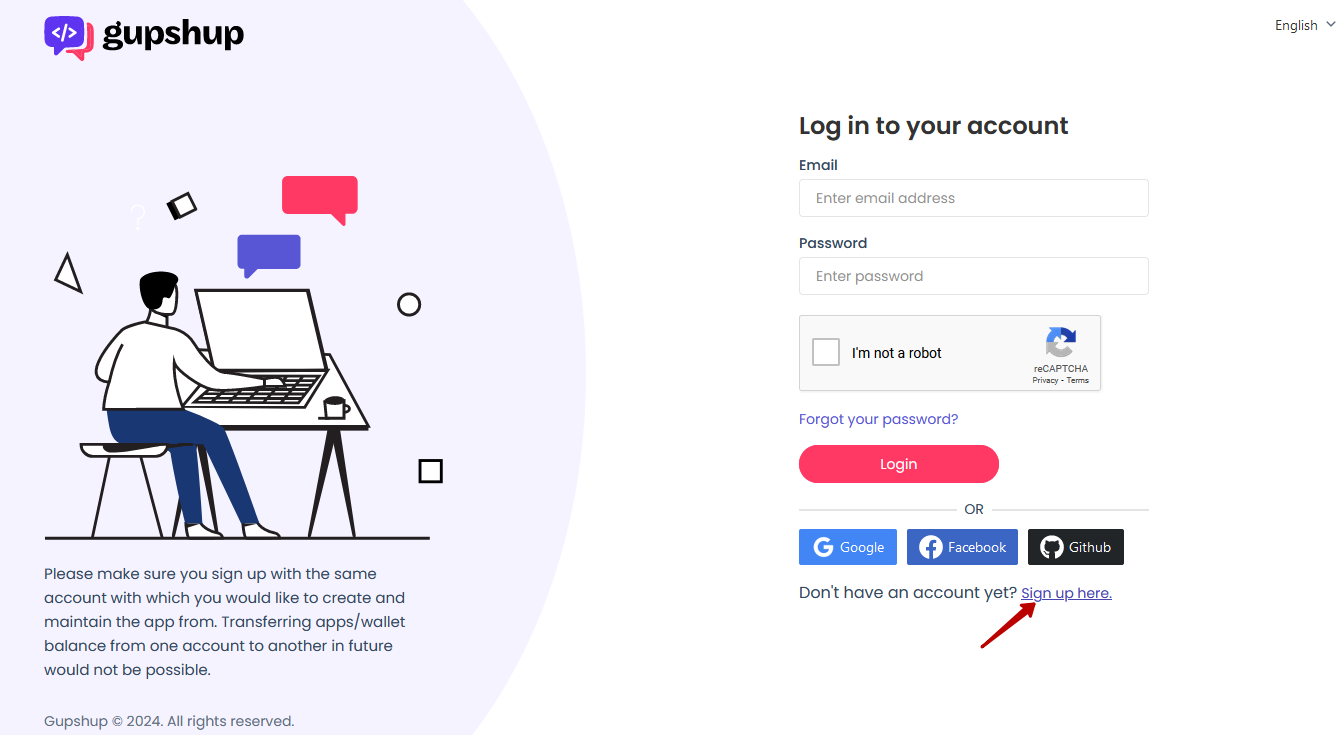 </> gupshup
English
Log in to your account
Email
Enter email address
Password
Enter password
I'm not a robot
reCAPTCHA
Privacy - Terms
Forgot your password?
Login
OR
Google
Facebook
Github
Don't have an account yet? Sign up here.
?
Please make sure you sign up with the same
account with which you would like to create and
maintain the app from. Transferring apps/wallet
balance from one account to another in future
would not be possible.
Gupshup © 2024. All rights reserved.